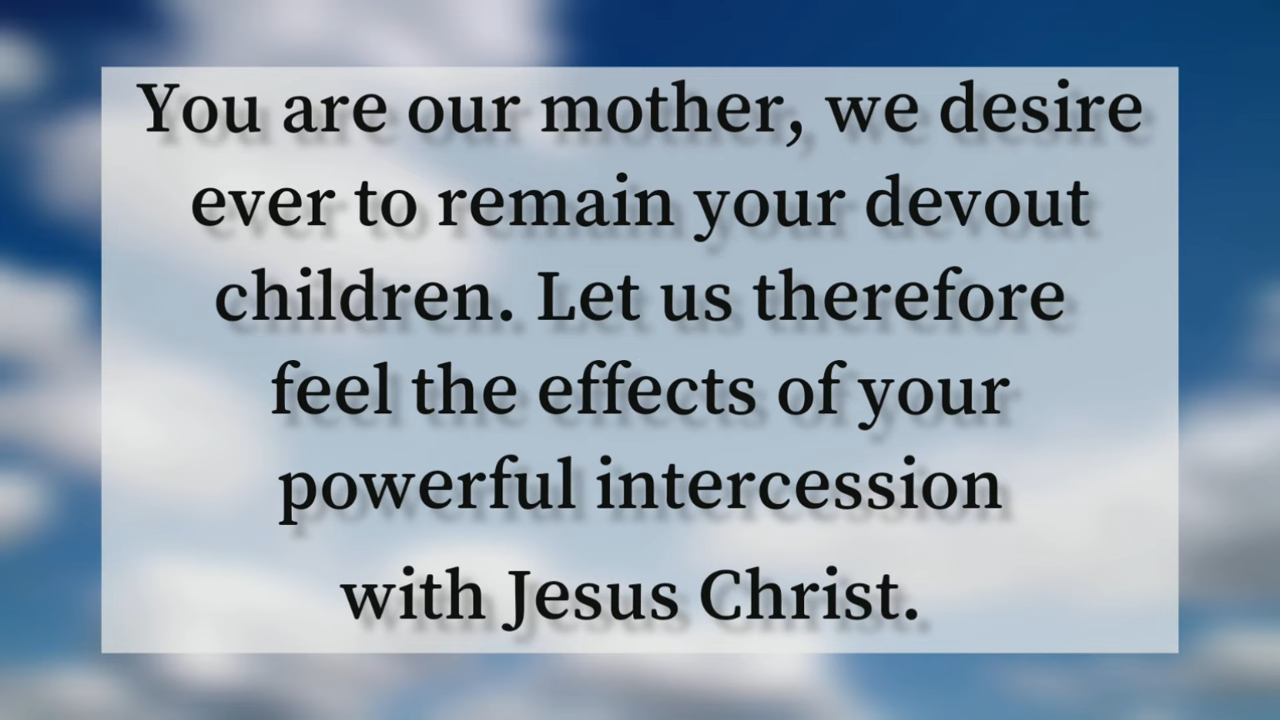 You are our mother, we desire
ever to remain your devout
children. Let us therefore
feel the effects of your
powerful intercession
with Jesus Christ.